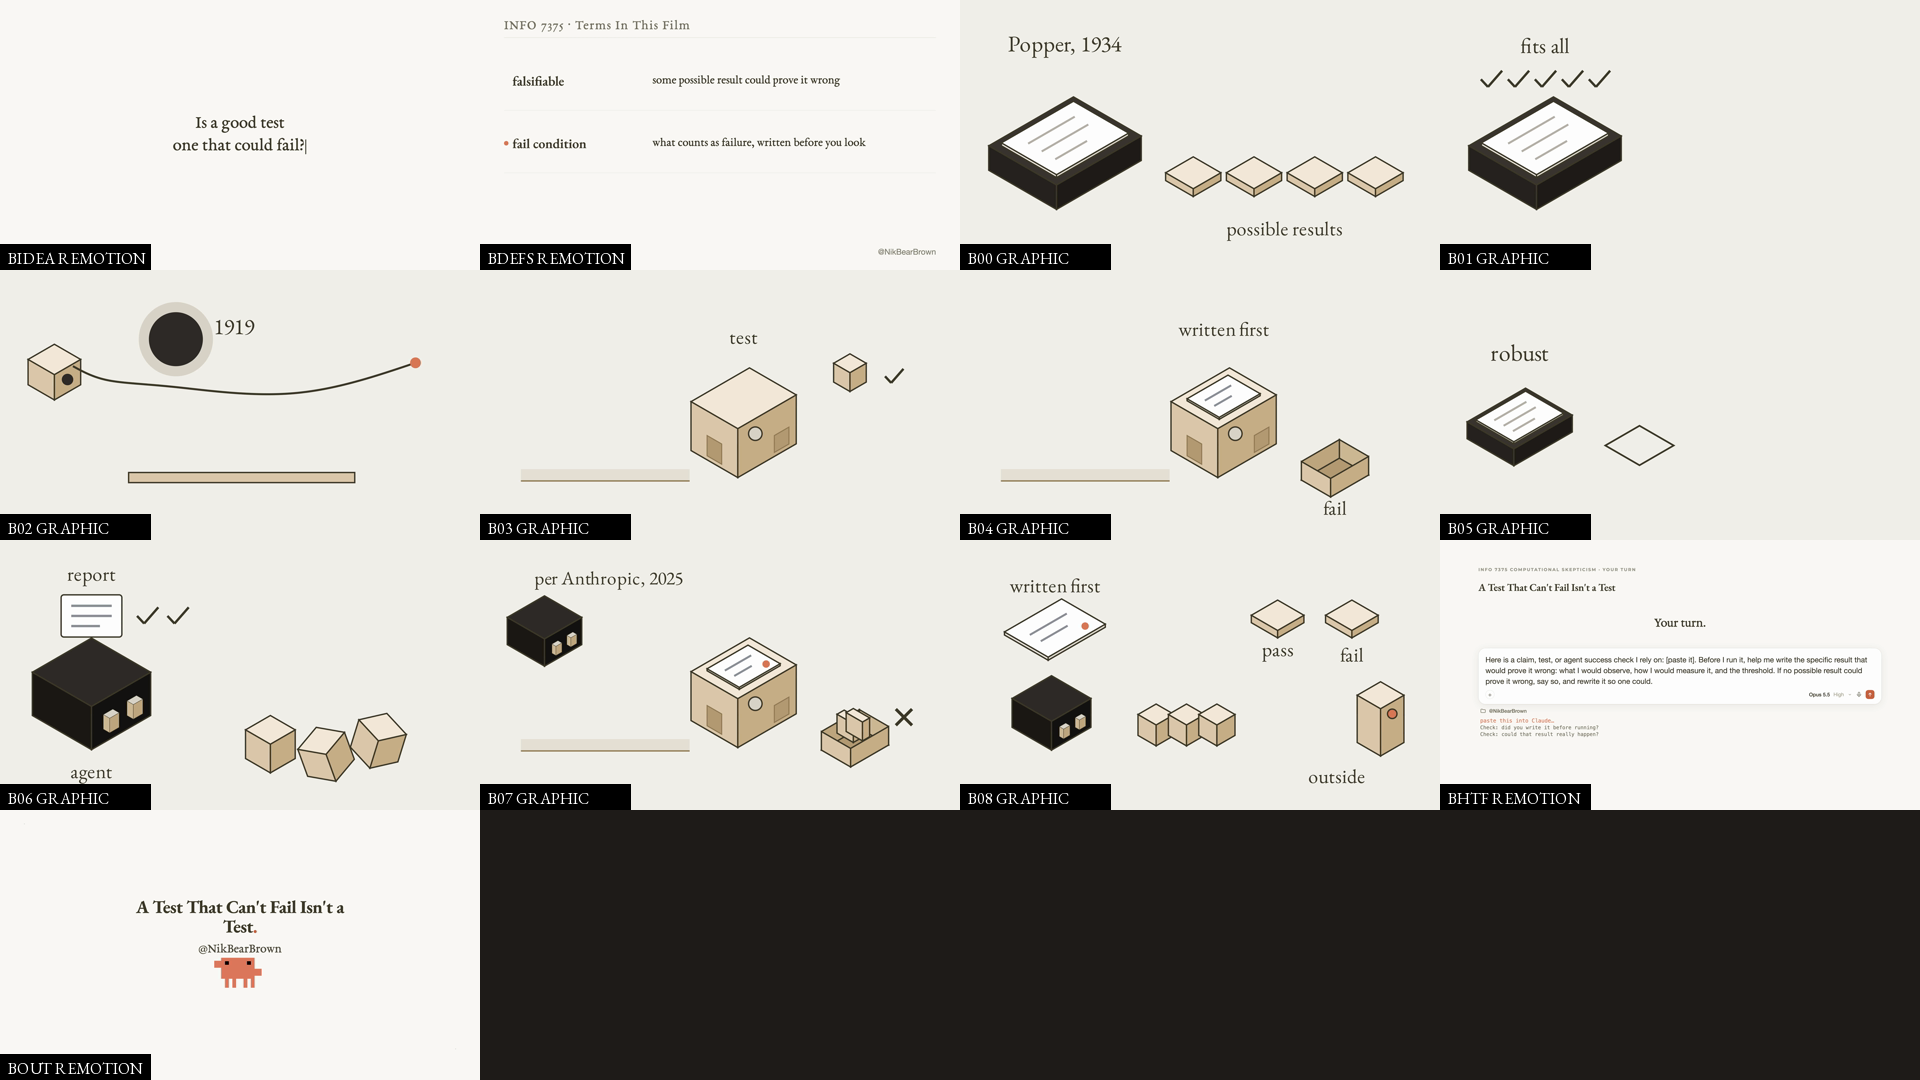 Is a good test
one that could fail?
BIDEA REMOTION
INFO 7375 · Terms In This Film
falsifiable
some possible result could prove it wrong
fail condition
what counts as failure, written before you look
@NikBearBrown
BDEFS REMOTION
Popper, 1934
possible results
B00 GRAPHIC
fits all
B01 GRAPHIC
1919
B02 GRAPHIC
test
B03 GRAPHIC
written first
fail
B04 GRAPHIC
robust
B05 GRAPHIC
report
agent
B06 GRAPHIC
per Anthropic, 2025
B07 GRAPHIC
written first
pass
fail
outside
B08 GRAPHIC
INFO 7375 COMPUTATIONAL SKEPTICISM · YOUR TURN
A Test That Can't Fail Isn't a Test
Your turn.
Here is a claim, test, or agent success check I rely on: [paste it]. Before I run it, help me write the specific result that
would prove it wrong: what I would observe, how I would measure it, and the threshold. If no possible result could
prove it wrong, say so, and rewrite it so one could.
Opus 5.5 High
@NikBearBrown
paste this into Claude…
Check: did you write it before running?
Check: could that result really happen?
BHTF REMOTION
A Test That Can't Fail Isn't a
Test.
@NikBearBrown
BOUT REMOTION